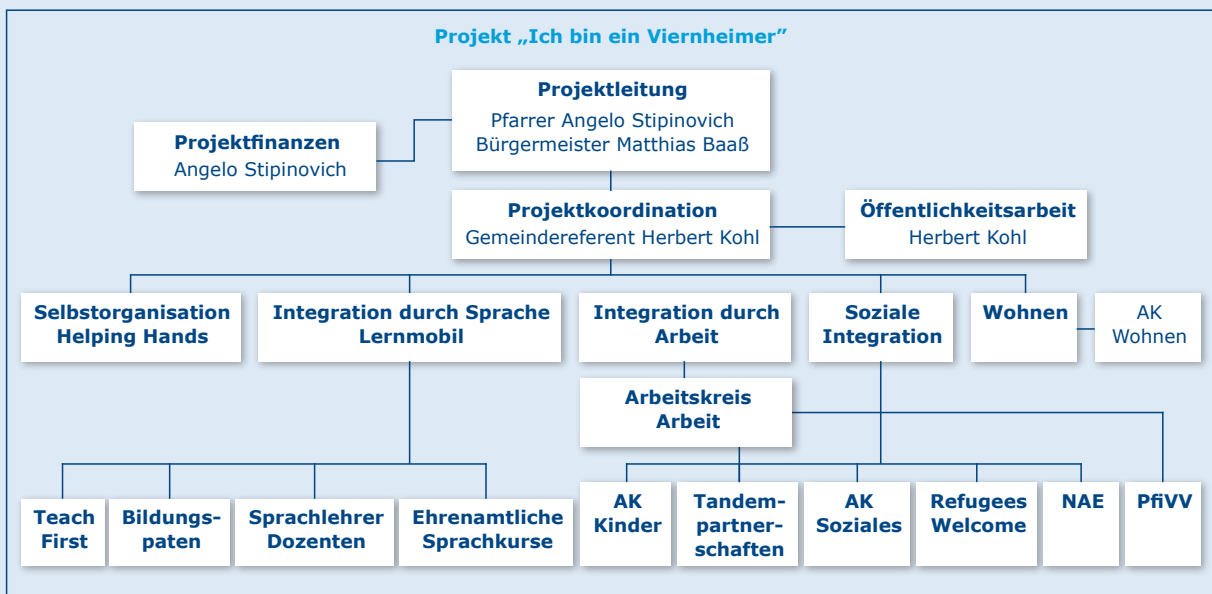 Projekt „Ich bin ein Viernheimer”
Projektleitung
Pfarrer Angelo Stipinovich
Bürgermeister Matthias Baaß
Projektfinanzen
Angelo Stipinovich
Projektkoordination
Gemeindereferent Herbert Kohl
Öffentlichkeitsarbeit
Herbert Kohl
Selbstorganisation
Helping Hands
Integration durch Sprache
Lernmobil
Integration durch
Arbeit
Soziale
Integration
Wohnen
AK
Wohnen
Arbeitskreis
Arbeit
Teach
First
Bildungs-
paten
Sprachlehrer
Dozenten
Ehrenamtliche
Sprachkurse
AK
Kinder
Tandem-
partner-
schaften
AK
Soziales
Refugees
Welcome
NAE
PfiVV